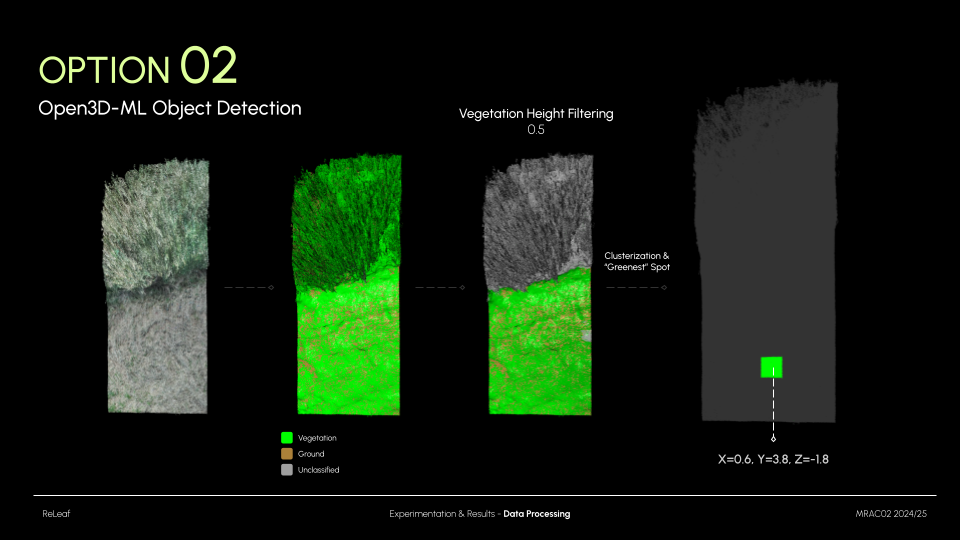 OPTION 02
Open3D-ML Object Detection
Vegetation Height Filtering
0.5
Clusterization &
"Greenest" Spot
Vegetation
Ground
Unclassified
X=0.6, Y=3.8, Z=-1.8
ReLeaf
Experimentation & Results - Data Processing
MRAC02 2024/25